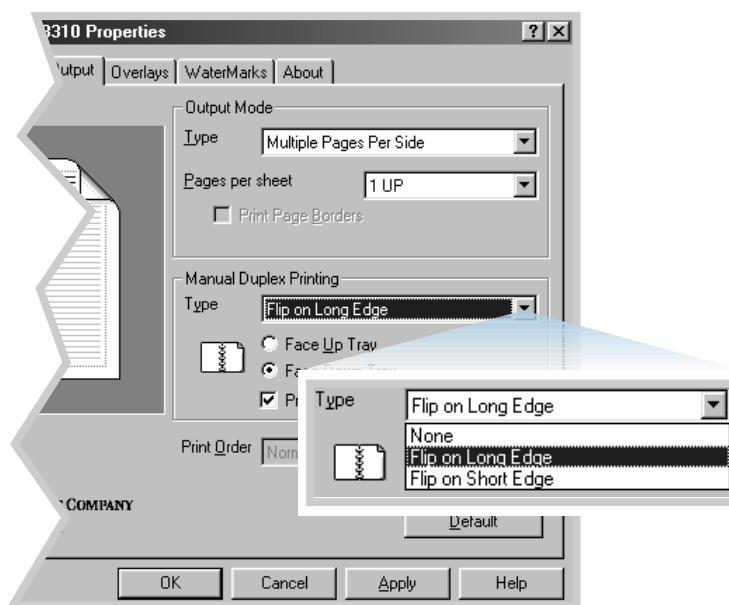 3310 Properties
Output Overlays WaterMarks About
Output Mode
Type Multiple Pages Per Side
Pages per sheet 1 UP
Print Page Borders
Manual Duplex Printing
Type Flip on Long Edge
Face Up Tray
Type Flip on Long Edge
None
Flip on Long Edge
Flip on Short Edge
Print Order
COMPANY
Default
OK Cancel Apply Help